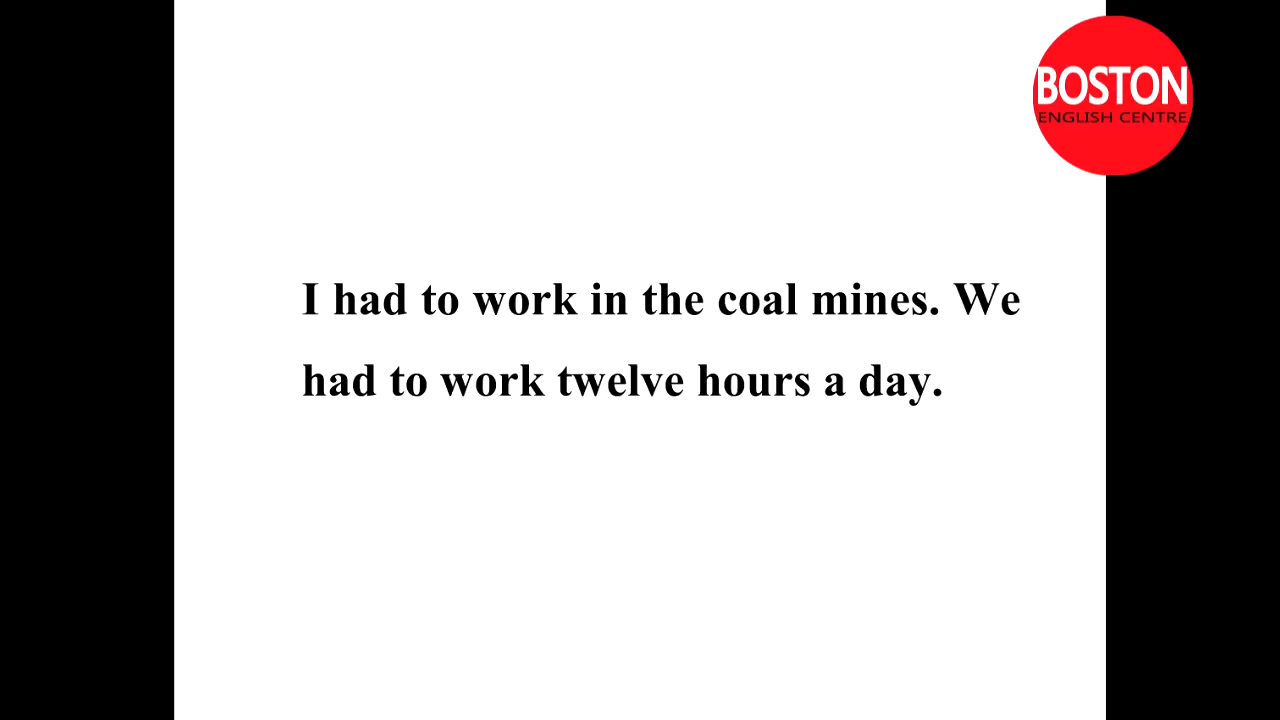 BOSTON
ENGLISH CENTRE
I had to work in the coal mines. We
had to work twelve hours a day.